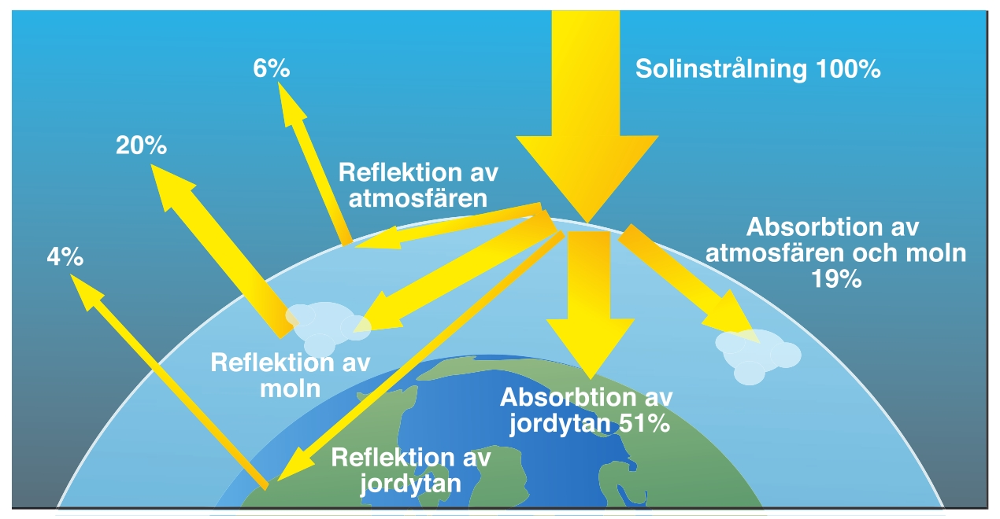 6%
Solinstrålning 100%
20%
Reflektion av
atmosfären
Absorbtion av
atmosfären och moln
19%
4%
Reflektion av
moln
Absorbtion av
jordytan 51%
Reflektion av
jordytan